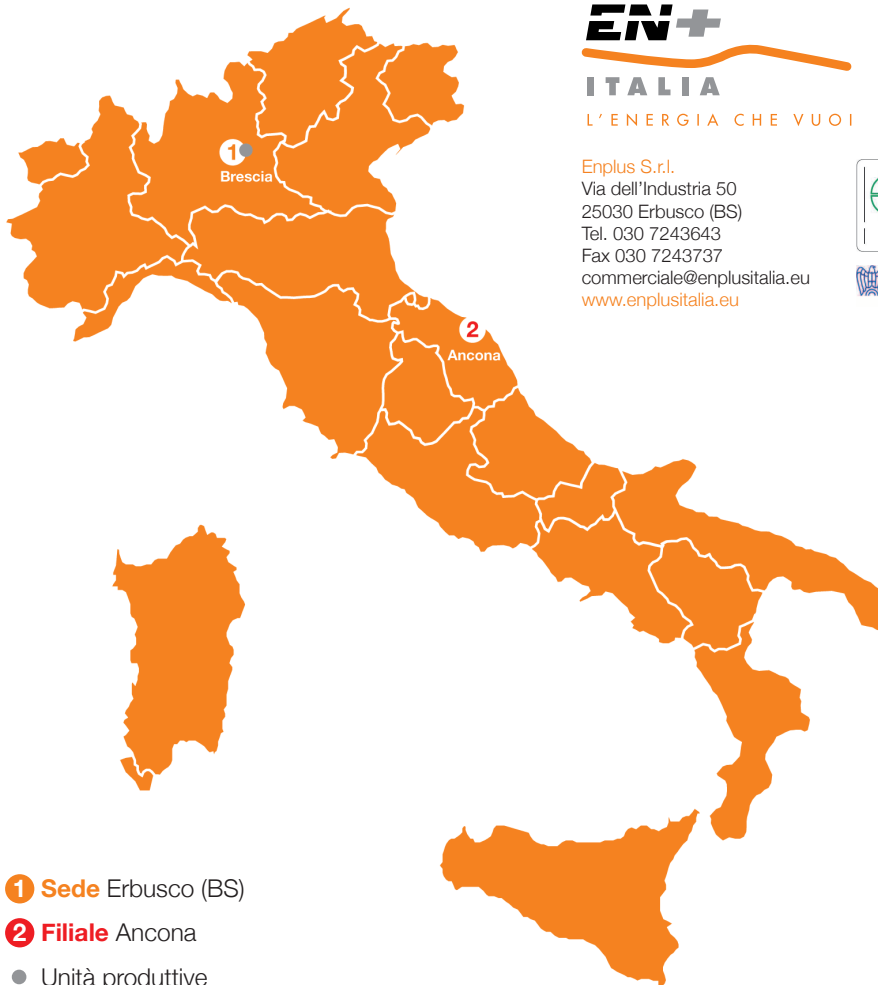 EN+
ITALIA
L'ENERGIA CHE VUOI
Enplus S.r.l.
Via dell'Industria 50
25030 Erbusco (BS)
Tel. 030 7243643
Fax 030 7243737
commerciale@enplusitalia.eu
www.enplusitalia.eu
1
Brescia
2
Ancona
1 Sede Erbusco (BS)
2 Filiale Ancona
Unità produttive